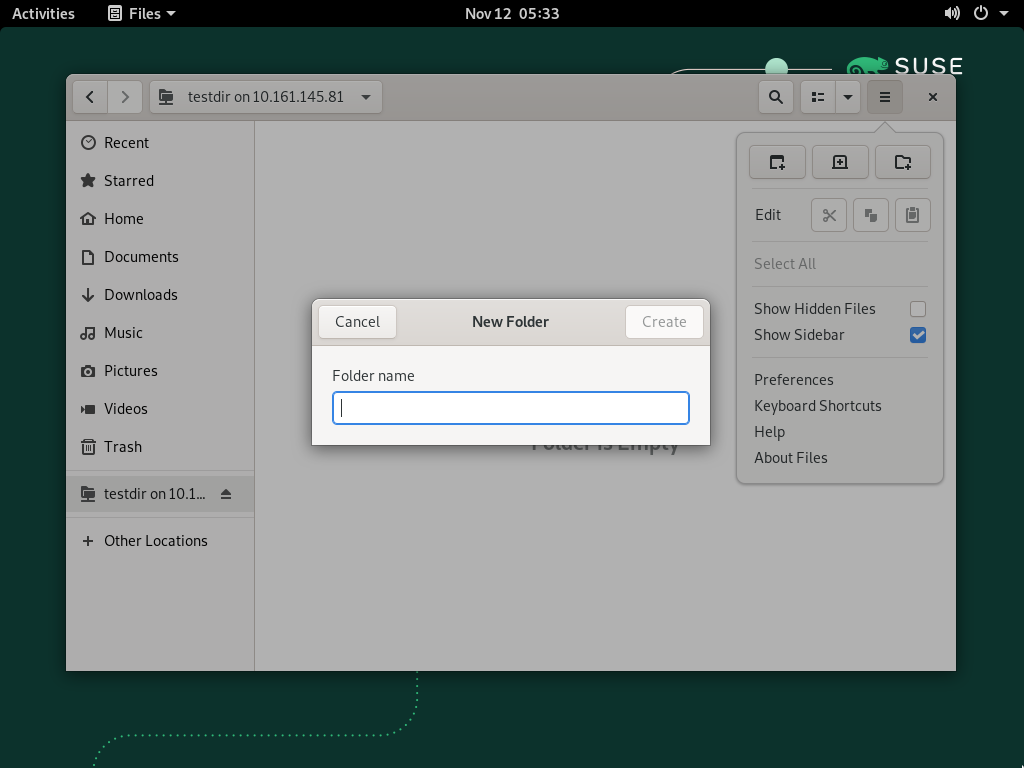 Activities
Files
Nov 12 05:33
SUSE
testdir on 10.161.145.81
Recent
Starred
Home
Documents
Downloads
Music
Pictures
Videos
Trash
testdir on 10.1...
Other Locations
Edit
Select All
Show Hidden Files
Show Sidebar
Preferences
Keyboard Shortcuts
Help
About Files
Cancel
New Folder
Create
Folder name
Folder is Empty